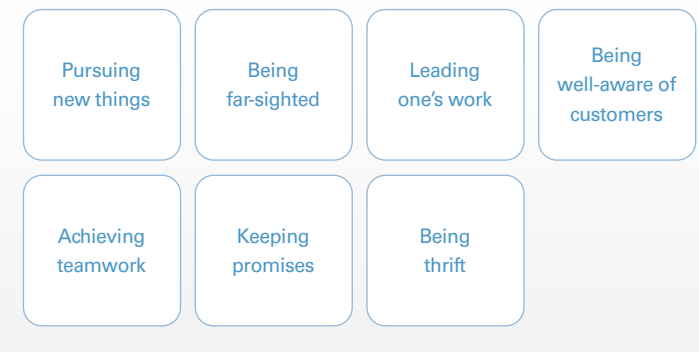 Pursuing
new things
Being
far-sighted
Leading
one's work
Being
well-aware of
customers
Achieving
teamwork
Keeping
promises
Being
thrift